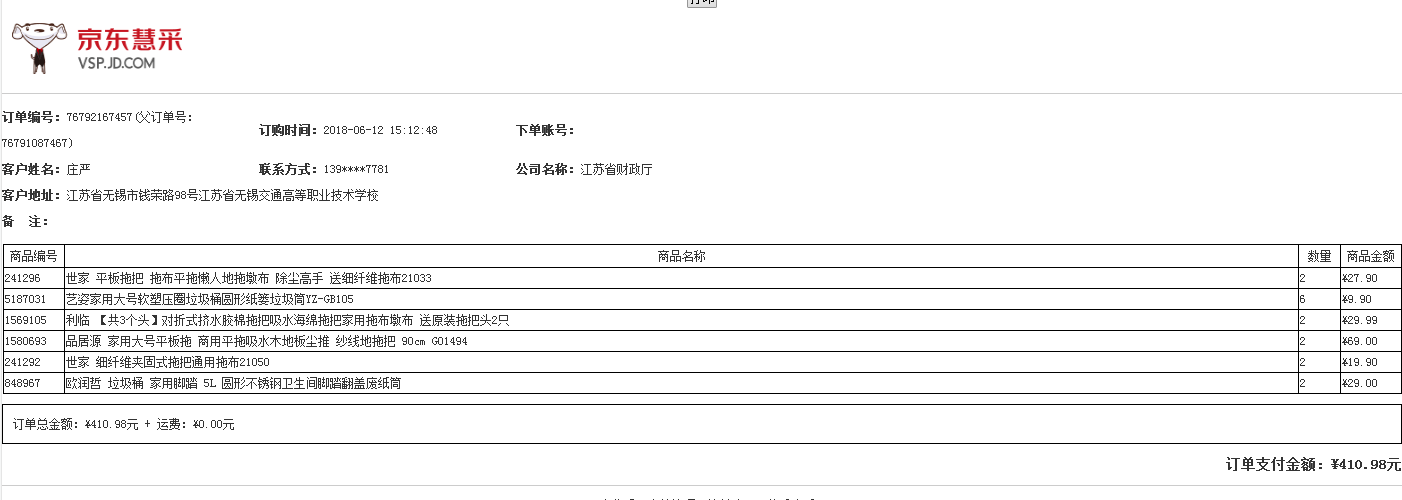 京东慧采
VSP.JD.COM
订单编号：76792167457(父订单号：
76791087467)
订购时间：2018-06-12 15:12:48
下单账号：
客户姓名：庄严
联系方式：139****7781
公司名称：江苏省财政厅
客户地址：江苏省无锡市钱荣路98号江苏省无锡交通高等职业技术学校
备 注：
商品编号 商品名称 数量 商品金额
241296 世家 平板拖把 拖布平拖懒人地拖墩布 除尘高手 送细纤维拖布21033 2 ¥27.90
5187031 艺姿家用大号软塑压圈垃圾桶圆形纸篓垃圾筒YZ-GB105 6 ¥9.90
1569105 利临 【共3个头】对折式挤水胶棉拖把吸水海绵拖把家用拖布墩布 送原装拖把头2只 2 ¥29.99
1580693 品居源 家用大号平板拖 商用平拖吸水木地板尘推 纱线地拖把 90cm G01494 2 ¥69.00
241292 世家 细纤维夹固式拖把通用拖布21050 2 ¥19.90
848967 欧润哲 垃圾桶 家用脚踏 5L 圆形不锈钢卫生间脚踏翻盖废纸筒 2 ¥29.00
订单总金额：¥410.98元 + 运费：¥0.00元
订单支付金额：¥410.98元